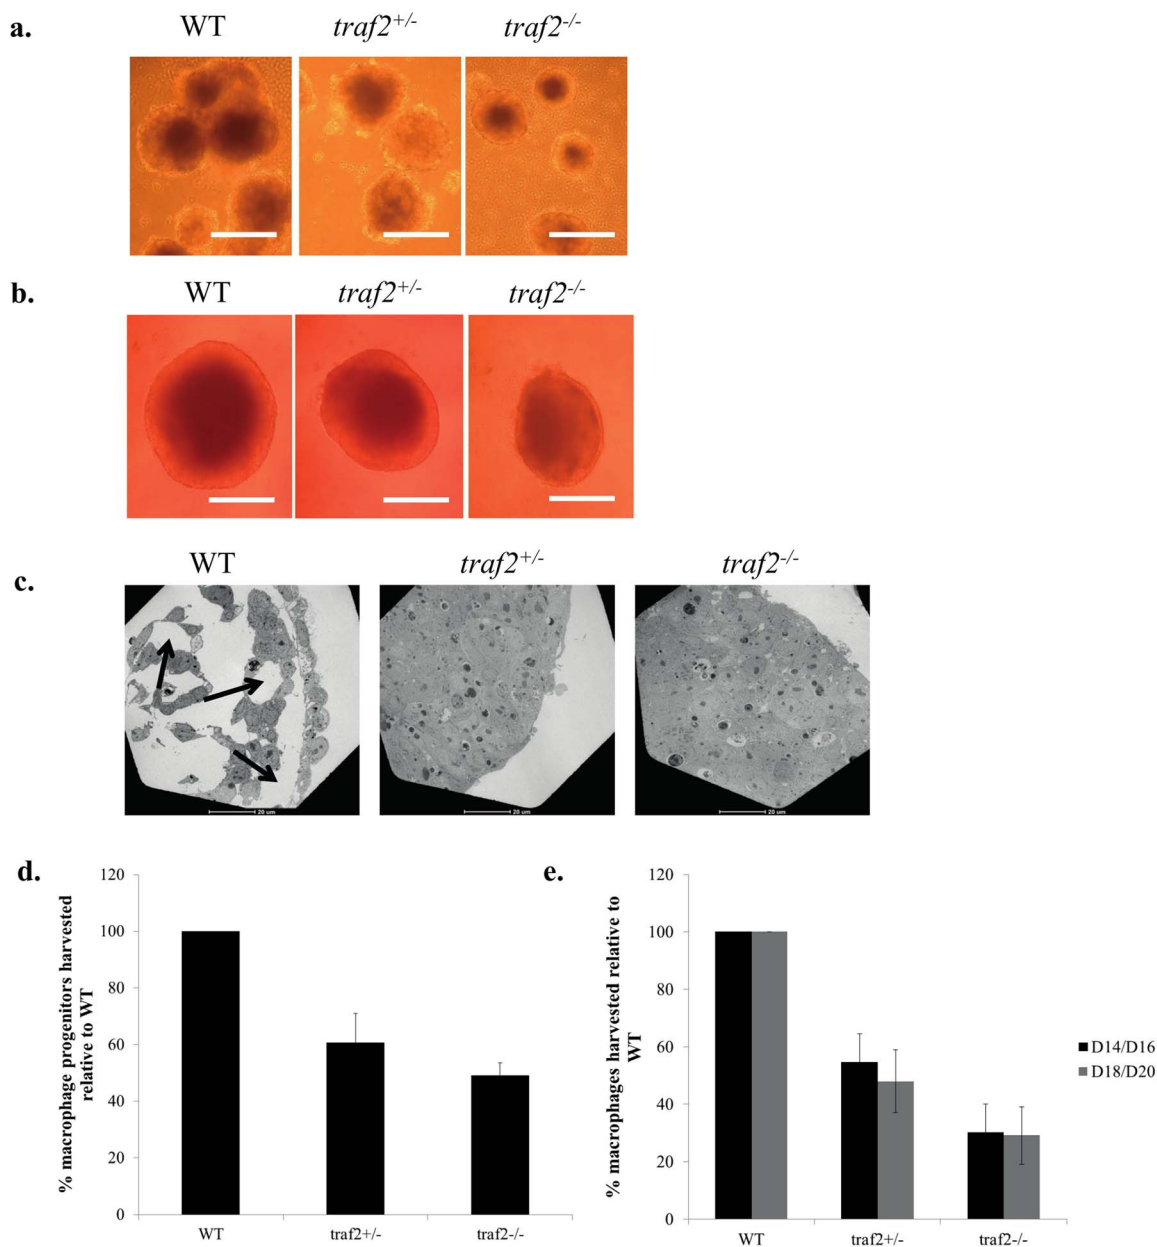 a.
WT traf2+/- traf2-/-
b.
WT traf2+/- traf2-/-
c.
WT traf2+/- traf2-/-
20 um 20 um 20 um
d.
% macrophage progenitors harvested
relative to WT
120
100
80
60
40
20
0
WT traf2+/- traf2-/-
e.
% macrophages harvested relative to
WT
120
100
80
60
40
20
0
WT traf2+/- traf2-/-
D14/D16
D18/D20